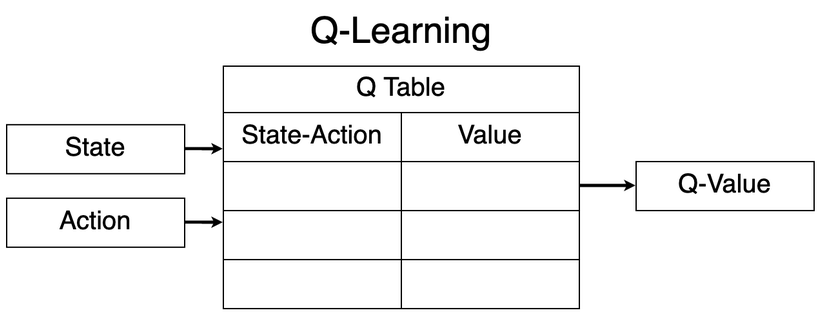 Q-Learning
Q Table
State-Action Value
State
Action
Q-Value